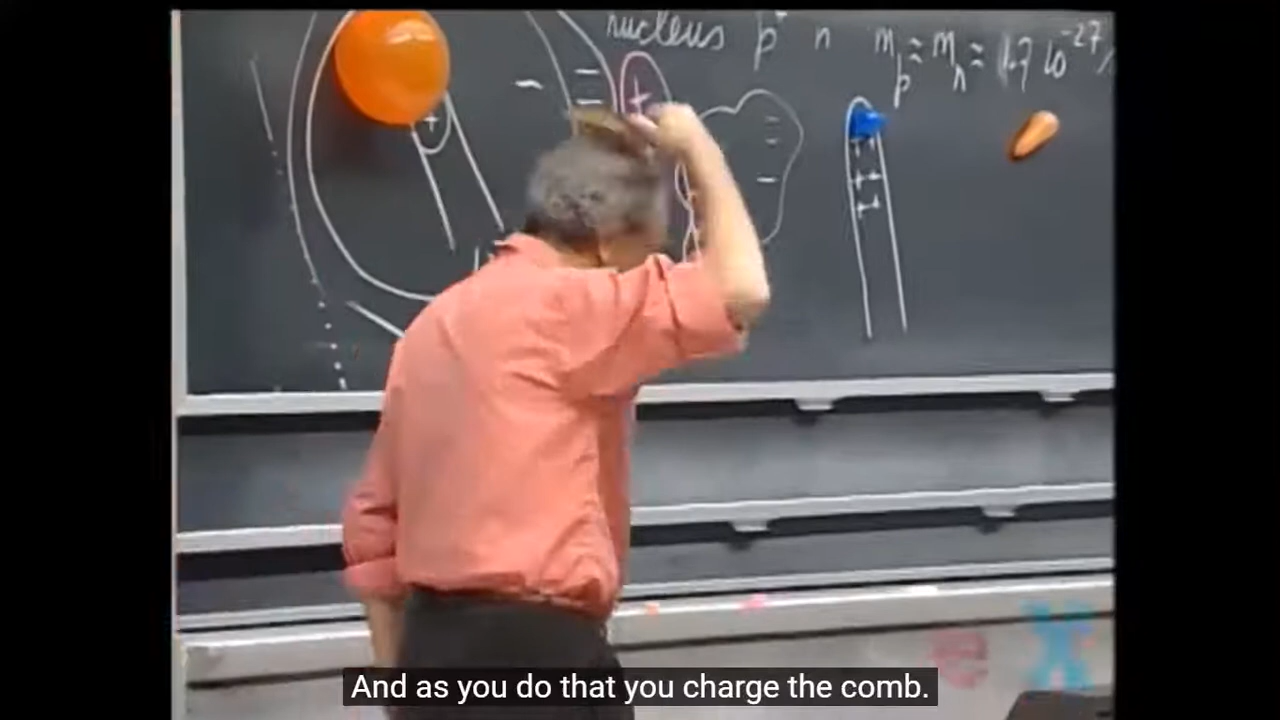 nucleus p⁺ n mp ≈ mn ≈ 1.7 10⁻²⁷
+
+
e X
And as you do that you charge the comb.